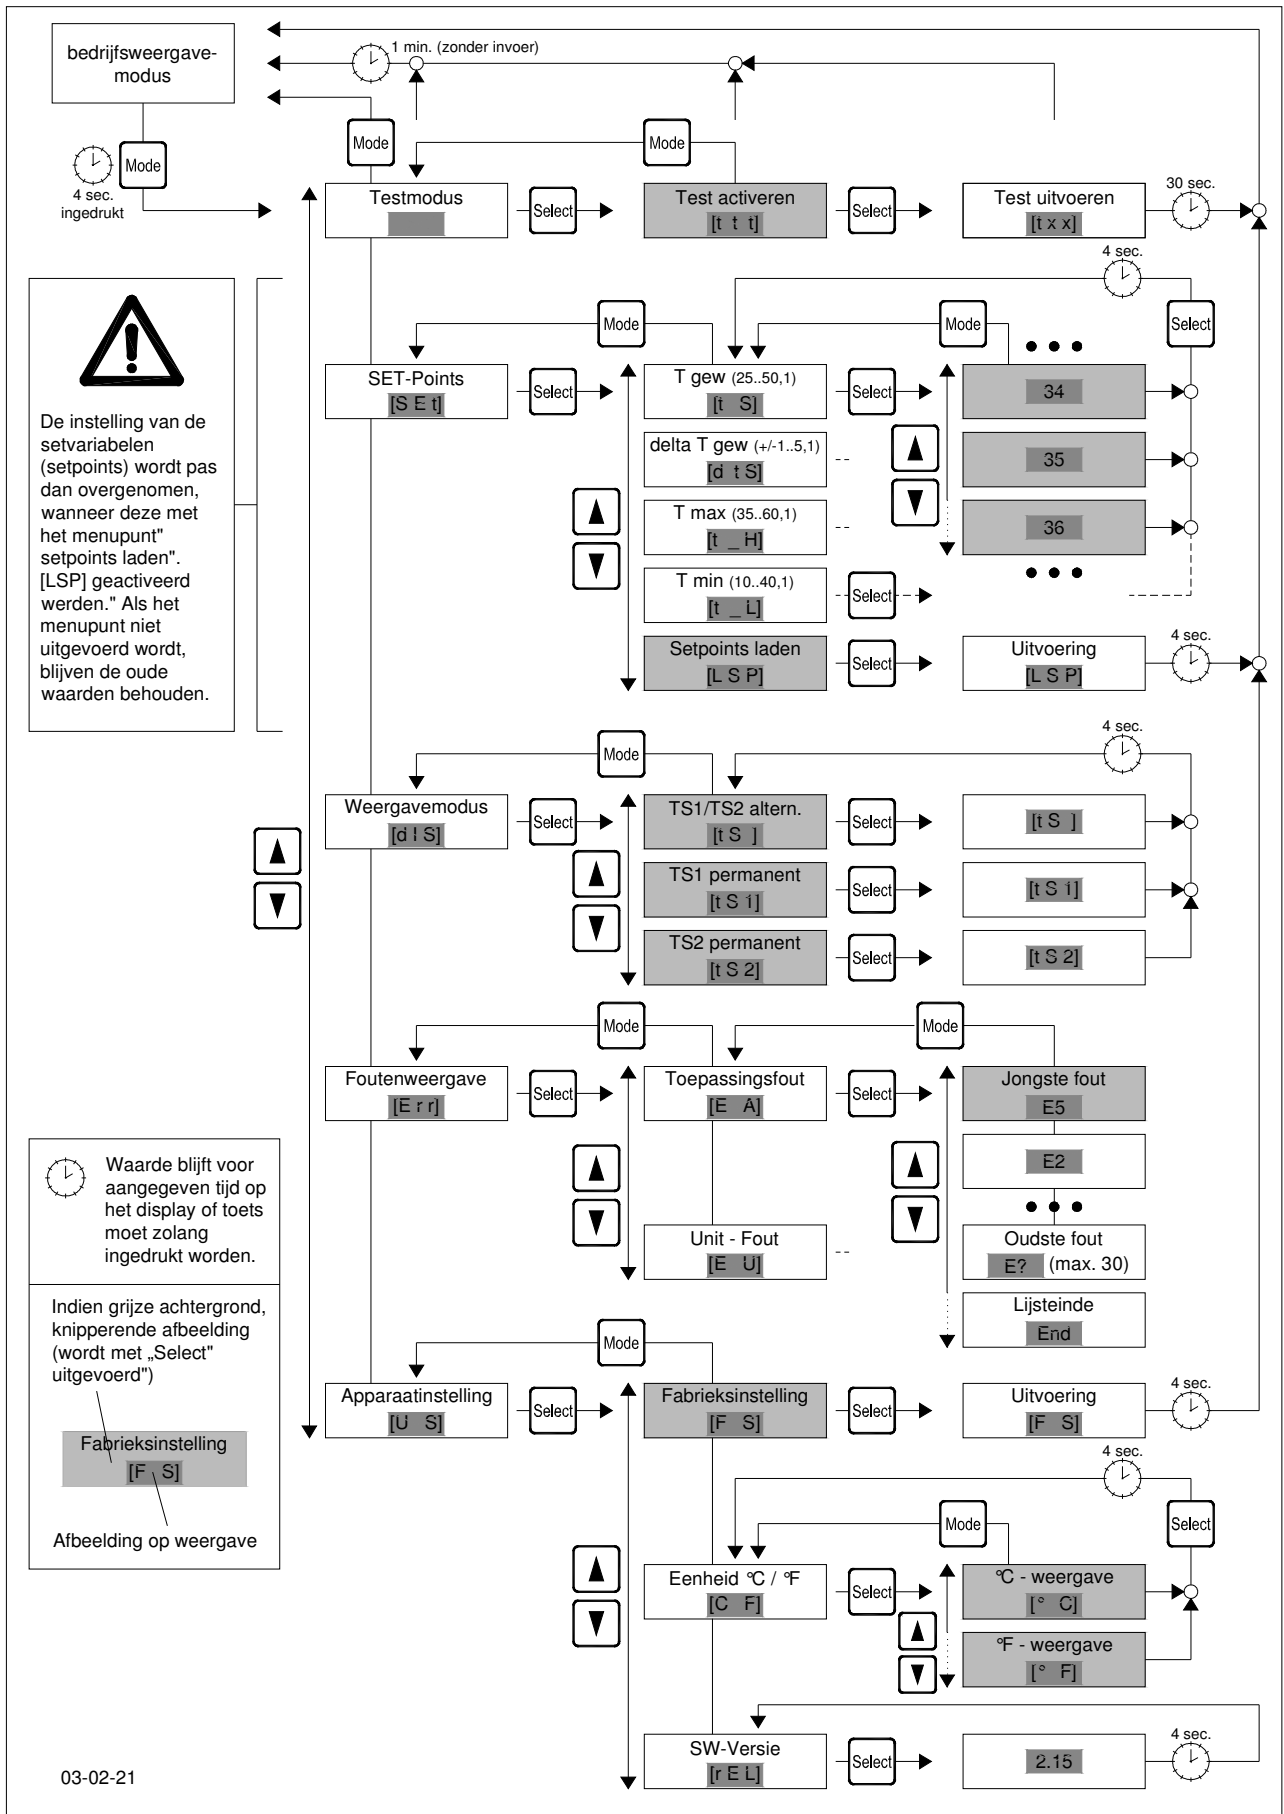 bedrijfsweergave-
modus
1 min. (zonder invoer)
Mode
Mode
Mode
4 sec.
ingedrukt
Testmodus
Select
Test activeren
[t t t]
Select
Test uitvoeren
[t x x]
30 sec.
De instelling van de
setvariabelen
(setpoints) wordt pas
dan overgenomen,
wanneer deze met
het menupunt"
setpoints laden".
[LSP] geactiveerd
werden." Als het
menupunt niet
uitgevoerd wordt,
blijven de oude
waarden behouden.
4 sec.
Mode
Mode
Select
SET-Points
[S E t]
Select
T gew (25..50,1)
[t S]
Select
34
delta T gew (+/-1..5,1)
[d t S]
35
T max (35..60,1)
[t _ H]
36
T min (10..40,1)
[t _ L]
Select
Setpoints laden
[L S P]
Select
Uitvoering
[L S P]
4 sec.
4 sec.
Mode
Weergavemodus
[d I S]
Select
TS1/TS2 altern.
[t S ]
Select
[t S ]
TS1 permanent
[t S 1]
Select
[t S 1]
TS2 permanent
[t S 2]
Select
[t S 2]
Mode
Mode
Foutenweergave
[E r r]
Select
Toepassingsfout
[E A]
Select
Jongste fout
E5
E2
Unit - Fout
[E U]
Oudste fout
E? (max. 30)
Lijsteinde
End
Waarde blijft voor
aangegeven tijd op
het display of toets
moet zolang
ingedrukt worden.
Indien grijze achtergrond,
knipperende afbeelding
(wordt met „Select"
uitgevoerd")
Fabrieksinstelling
[F S]
Afbeelding op weergave
Mode
Apparaatinstelling
[U S]
Select
Fabrieksinstelling
[F S]
Select
Uitvoering
[F S]
4 sec.
4 sec.
Mode
Select
Eenheid °C / °F
[C F]
Select
°C - weergave
[° C]
°F - weergave
[° F]
SW-Versie
[r E L]
Select
2.15
4 sec.
03-02-21